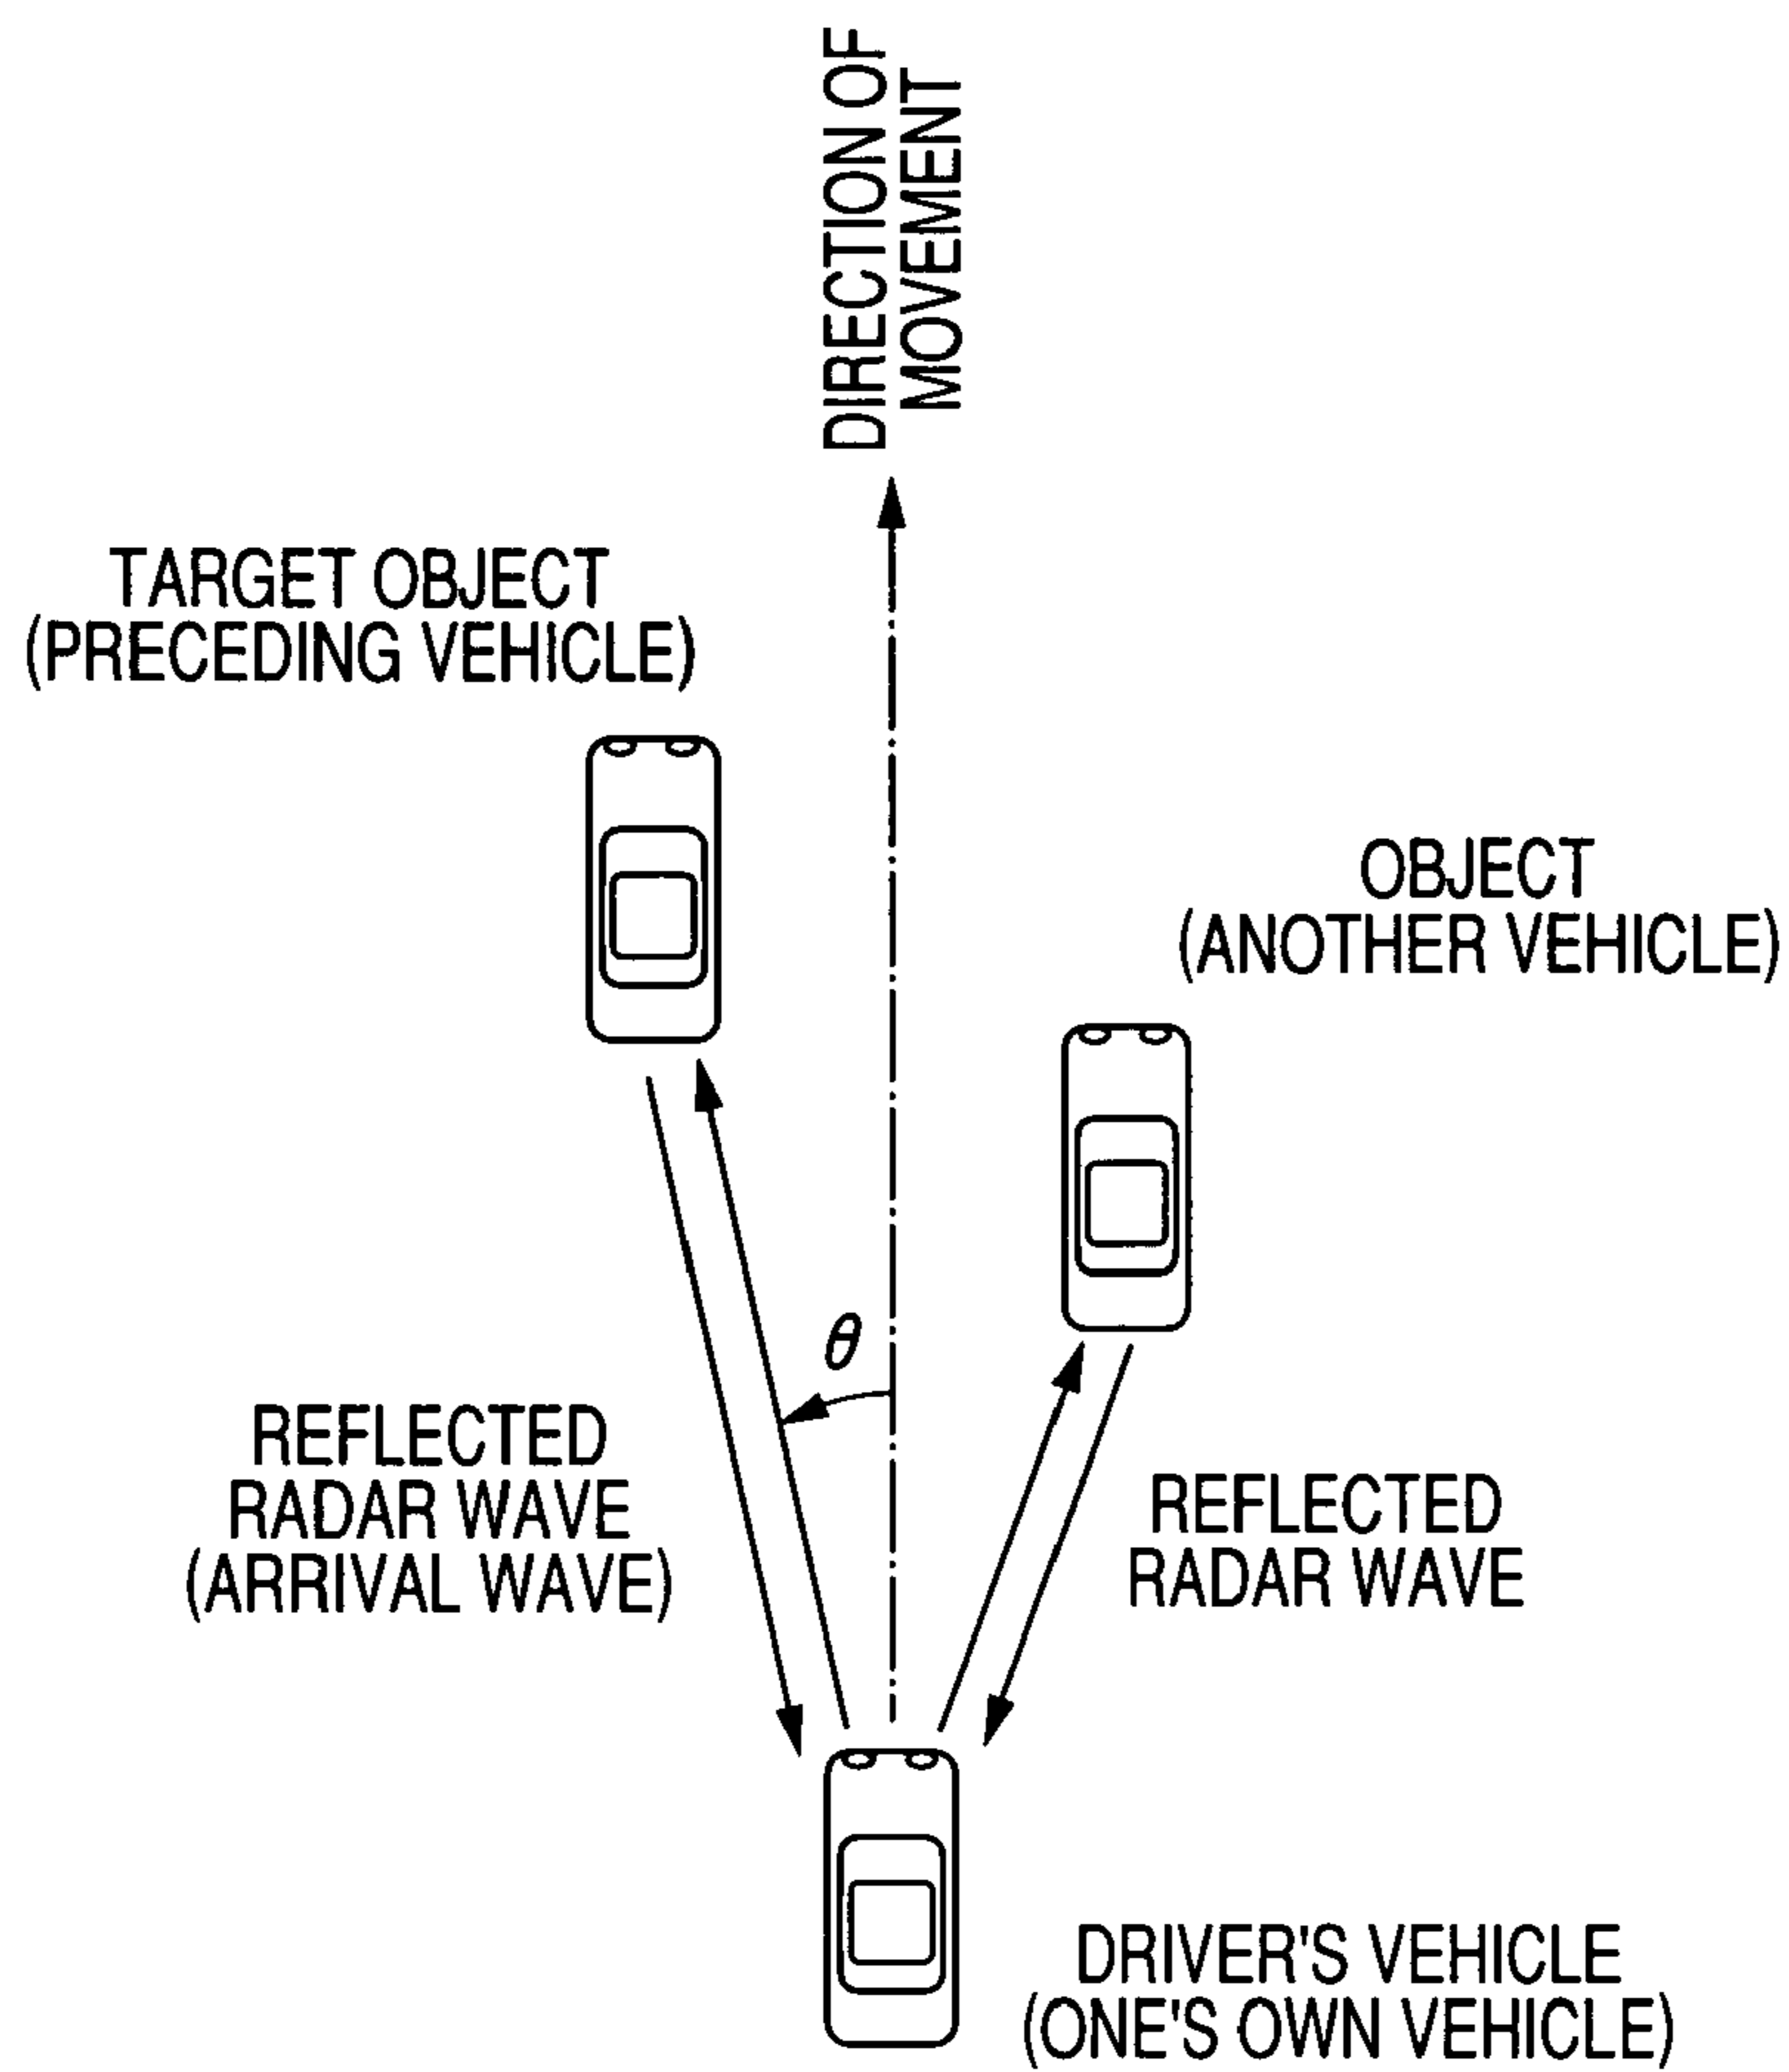 DIRECTION OF
MOVEMENT
TARGET OBJECT
(PRECEDING VEHICLE)
OBJECT
(ANOTHER VEHICLE)
θ
REFLECTED
RADAR WAVE
(ARRIVAL WAVE)
REFLECTED
RADAR WAVE
DRIVER'S VEHICLE
(ONE'S OWN VEHICLE)